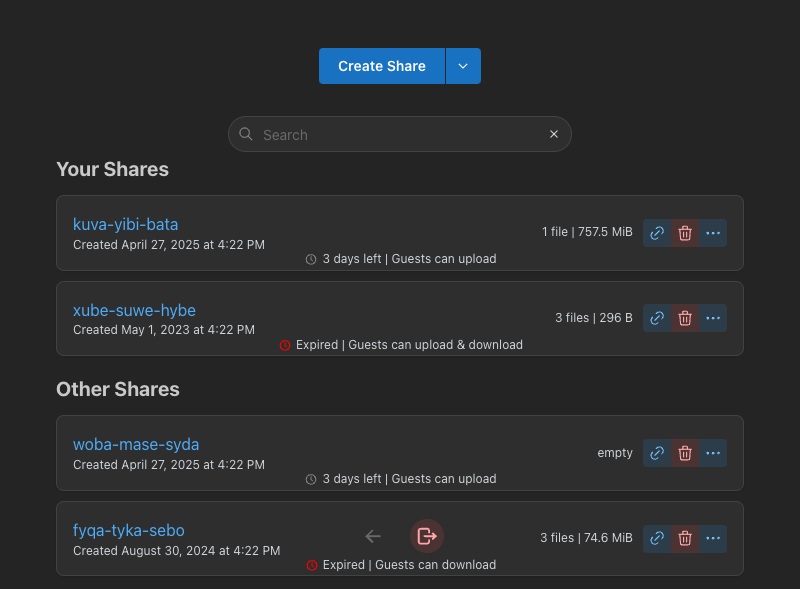 Create Share
Search
Your Shares
kuva-yibi-bata
Created April 27, 2025 at 4:22 PM
1 file | 757.5 MiB
3 days left | Guests can upload
xube-suwe-hybe
Created May 1, 2023 at 4:22 PM
3 files | 296 B
Expired | Guests can upload & download
Other Shares
woba-mase-syda
Created April 27, 2025 at 4:22 PM
empty
3 days left | Guests can upload
fyqa-tyka-sebo
Created August 30, 2024 at 4:22 PM
3 files | 74.6 MiB
Expired | Guests can download